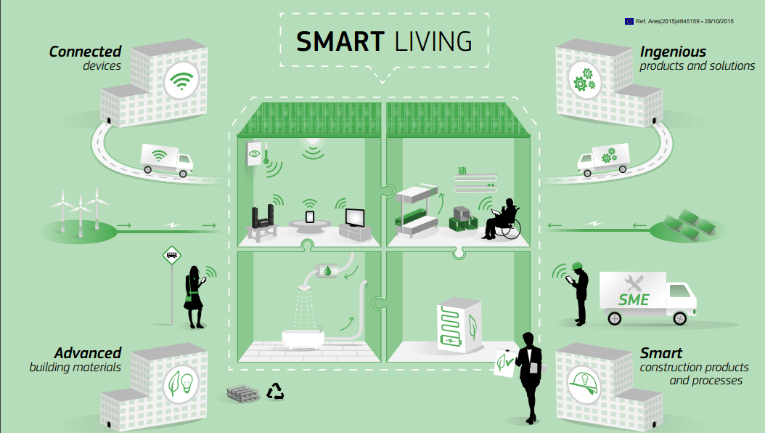 Ref. Ares(2015)4645169 - 28/10/2015
SMART LIVING
Connected
devices
Ingenious
products and solutions
SME
Advanced
building materials
Smart
construction products
and processes